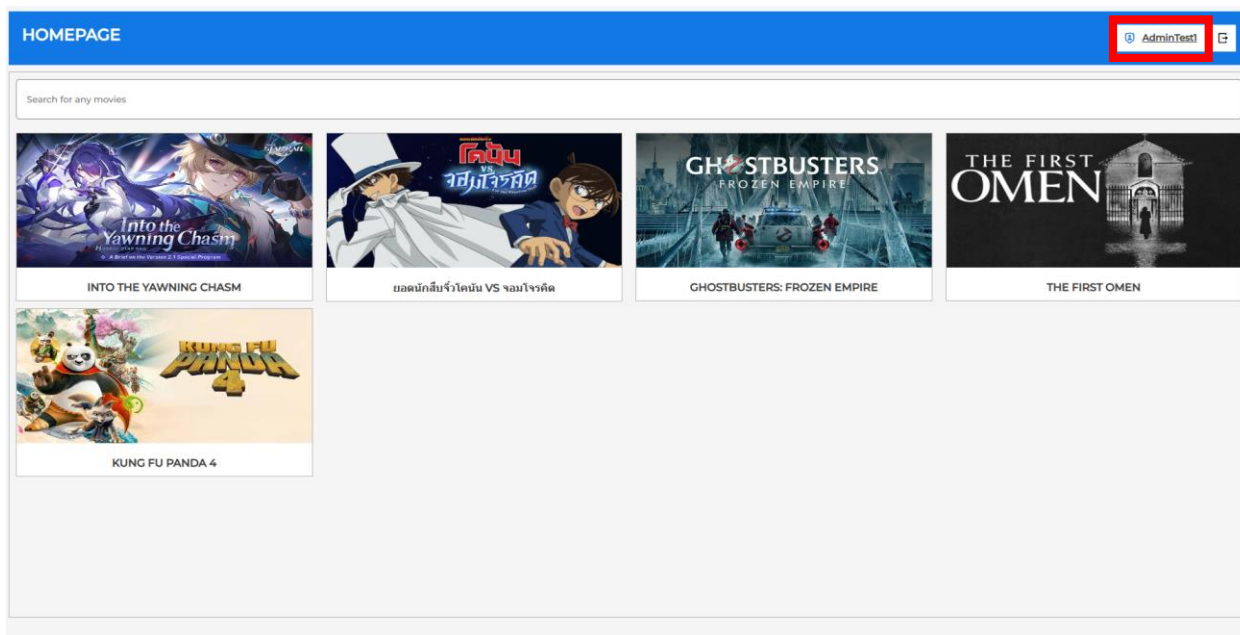 HOMEPAGE
AdminTest1
Search for any movies
Into the
Yawning Chasm
A Brief on the Version 2.1 Special Program
โคนัน
VS
จอมโจรคิด
GHOSTBUSTERS
FROZEN EMPIRE
THE FIRST
OMEN
INTO THE YAWNING CHASM
ยอดนักสืบจิ๋วโคนัน VS จอมโจรคิด
GHOSTBUSTERS: FROZEN EMPIRE
THE FIRST OMEN
KUNG FU
PANDA
4
KUNG FU PANDA 4